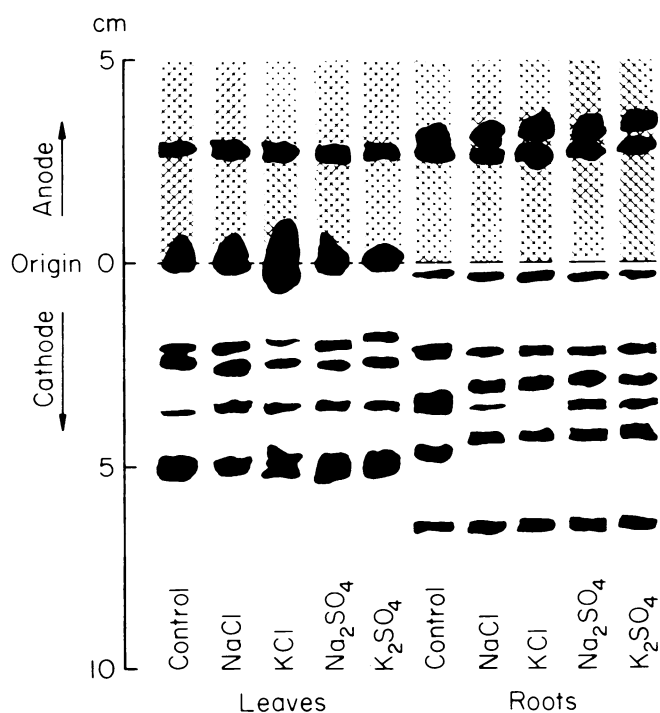 cm
5
Anode
Origin 0
Cathode
5
10
Control
NaCl
KCl
Na₂SO₄
K₂SO₄
Control
NaCl
KCl
Na₂SO₄
K₂SO₄
Leaves
Roots